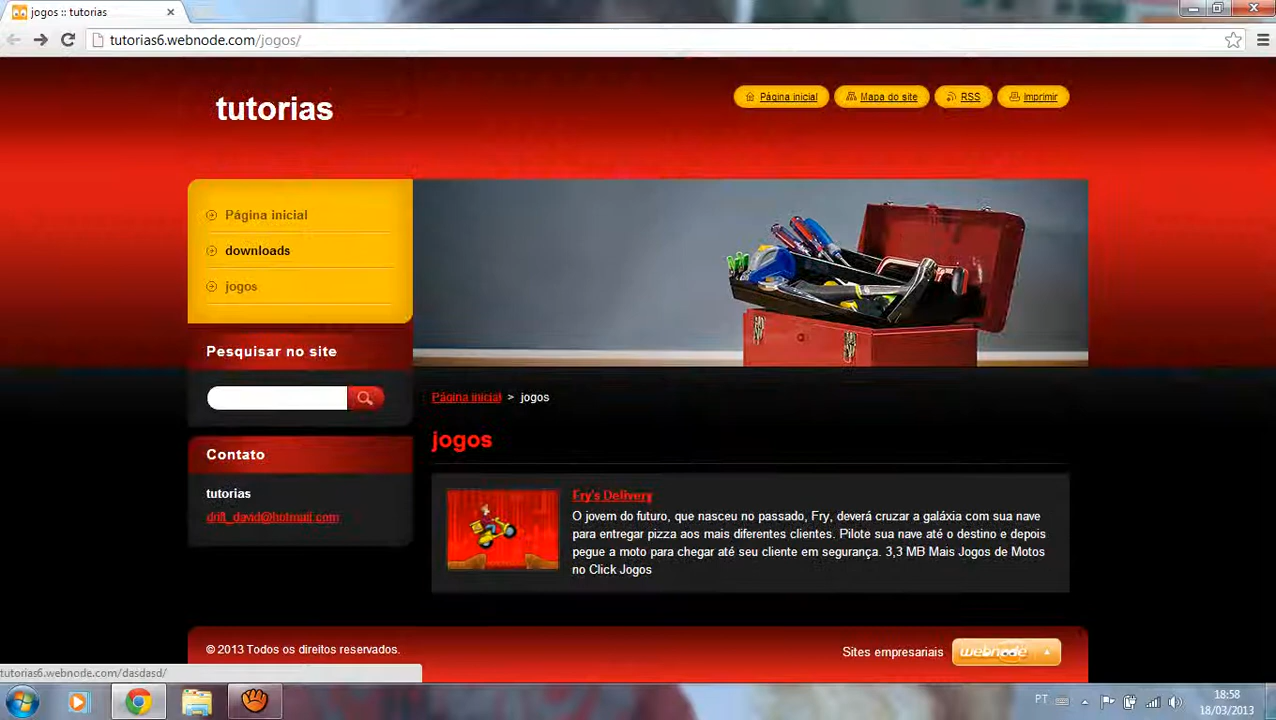 jogos :: tutorias
tutorias6.webnode.com/jogos/
tutorias
Página inicial
Mapa do site
RSS
Imprimir
Página inicial
downloads
jogos
Pesquisar no site
Contato
tutorias
drift_david@hotmail.com
Página inicial > jogos
jogos
Fry's Delivery
O jovem do futuro, que nasceu no passado, Fry, deverá cruzar a galáxia com sua nave
para entregar pizza aos mais diferentes clientes. Pilote sua nave até o destino e depois
pegue a moto para chegar até seu cliente em segurança. 3,3 MB Mais Jogos de Motos
no Click Jogos
© 2013 Todos os direitos reservados.
Sites empresariais
webnode
tutorias6.webnode.com/dasdasd/
PT
18:58
18/03/2013